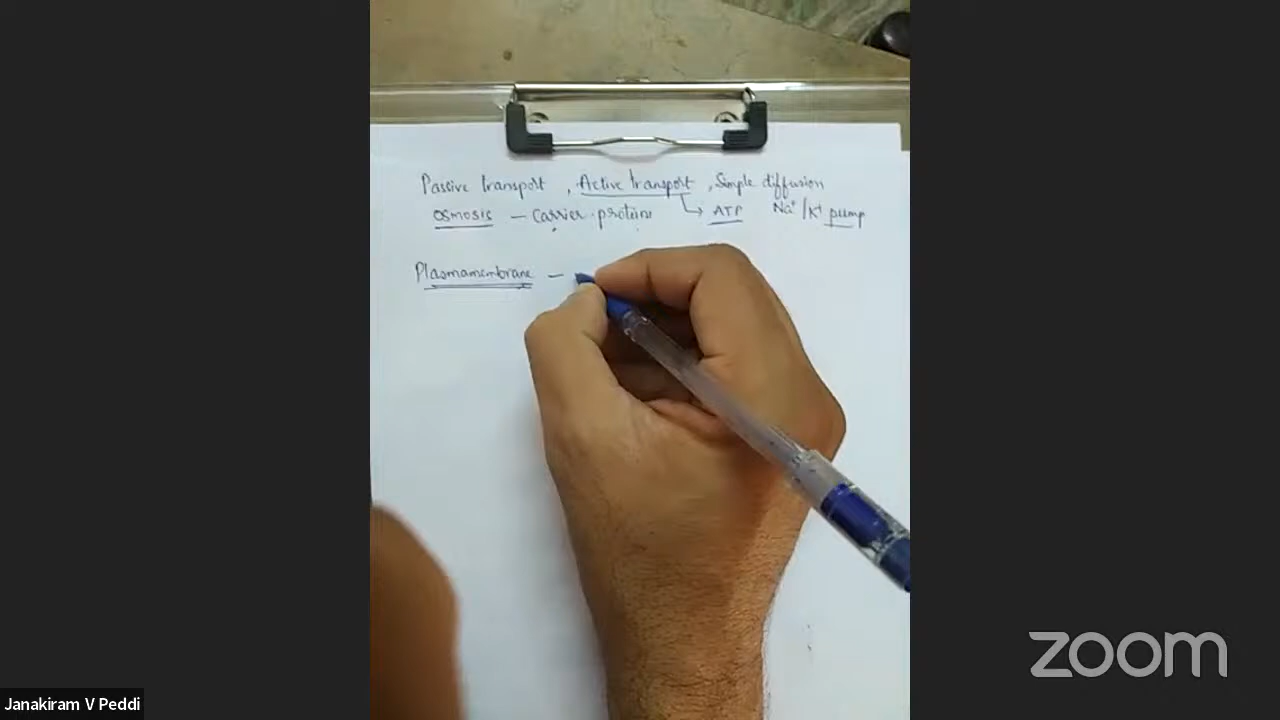 Passive transport , Active transport , Simple diffusion
osmosis — Carrier proteins ↳ ATP Na⁺/K⁺ pump
Plasmamembrane —
zoom
Janakiram V Peddi